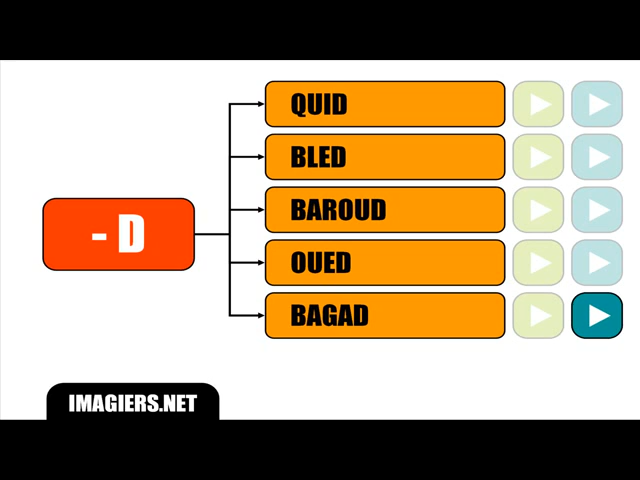 QUID
BLED
BAROUD
- D
OUED
BAGAD
IMAGIERS.NET